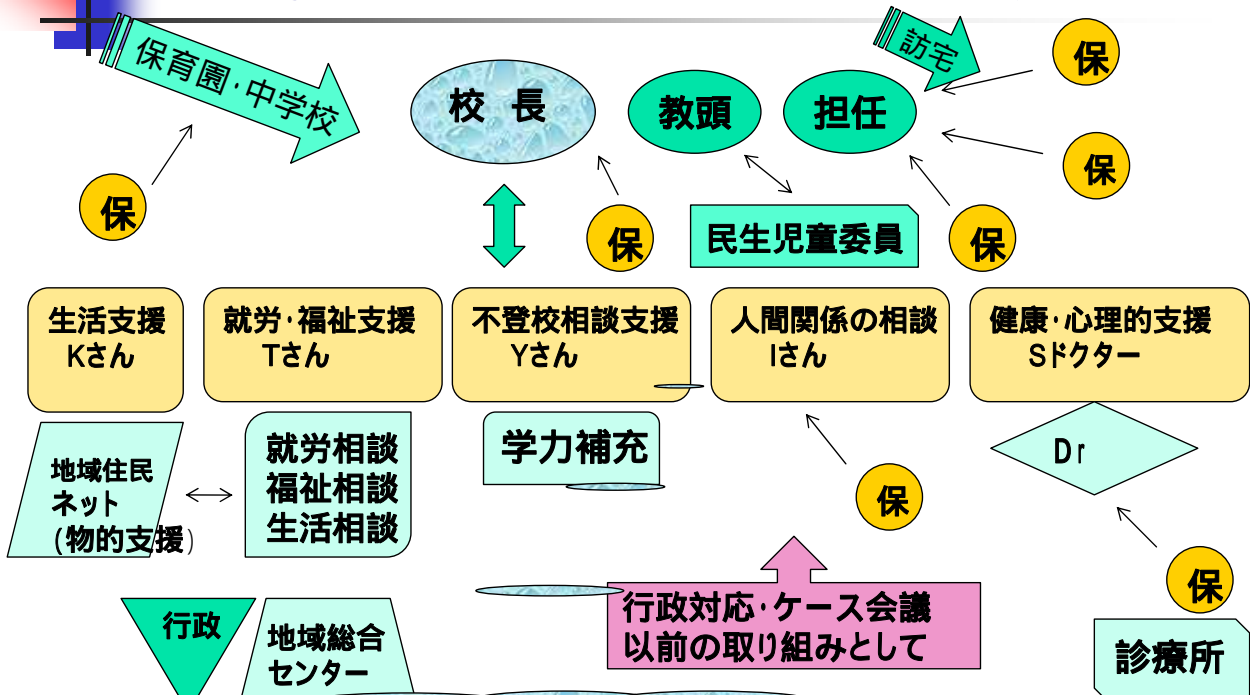 保育園・中学校
校 長
教頭
担任
訪宅
保
保
保
保
民生児童委員
保
生活支援
Kさん
就労・福祉支援
Tさん
不登校相談支援
Yさん
人間関係の相談
Iさん
健康・心理的支援
Sドクター
地域住民
ネット
(物的支援)
就労相談
福祉相談
生活相談
学力補充
保
Dr
保
行政
地域総合
センター
行政対応・ケース会議
以前の取り組みとして
診療所